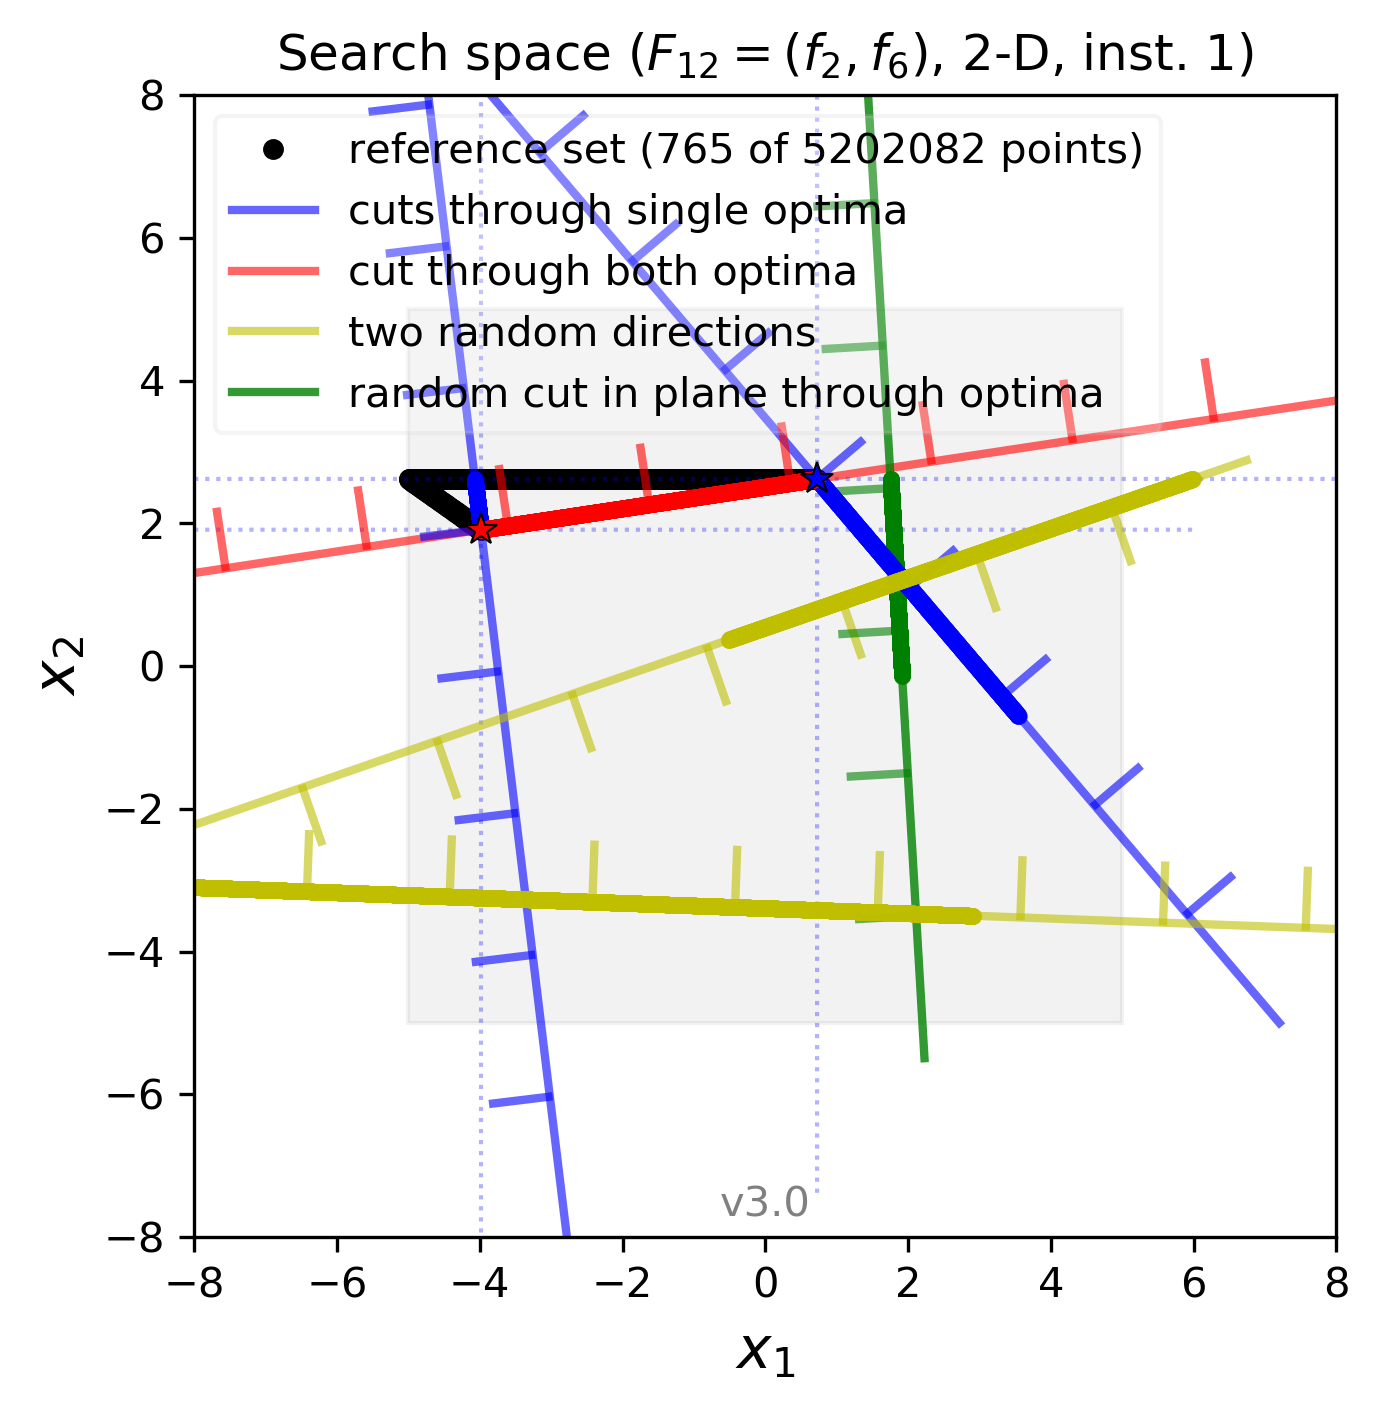 Search space (F₁₂ = (f₂, f₆), 2-D, inst. 1)
8
reference set (765 of 5202082 points)
cuts through single optima
6
cut through both optima
two random directions
4
random cut in plane through optima
2
x₂
0
−2
−4
−6
v3.0
−8
−8 −6 −4 −2 0 2 4 6 8
x₁